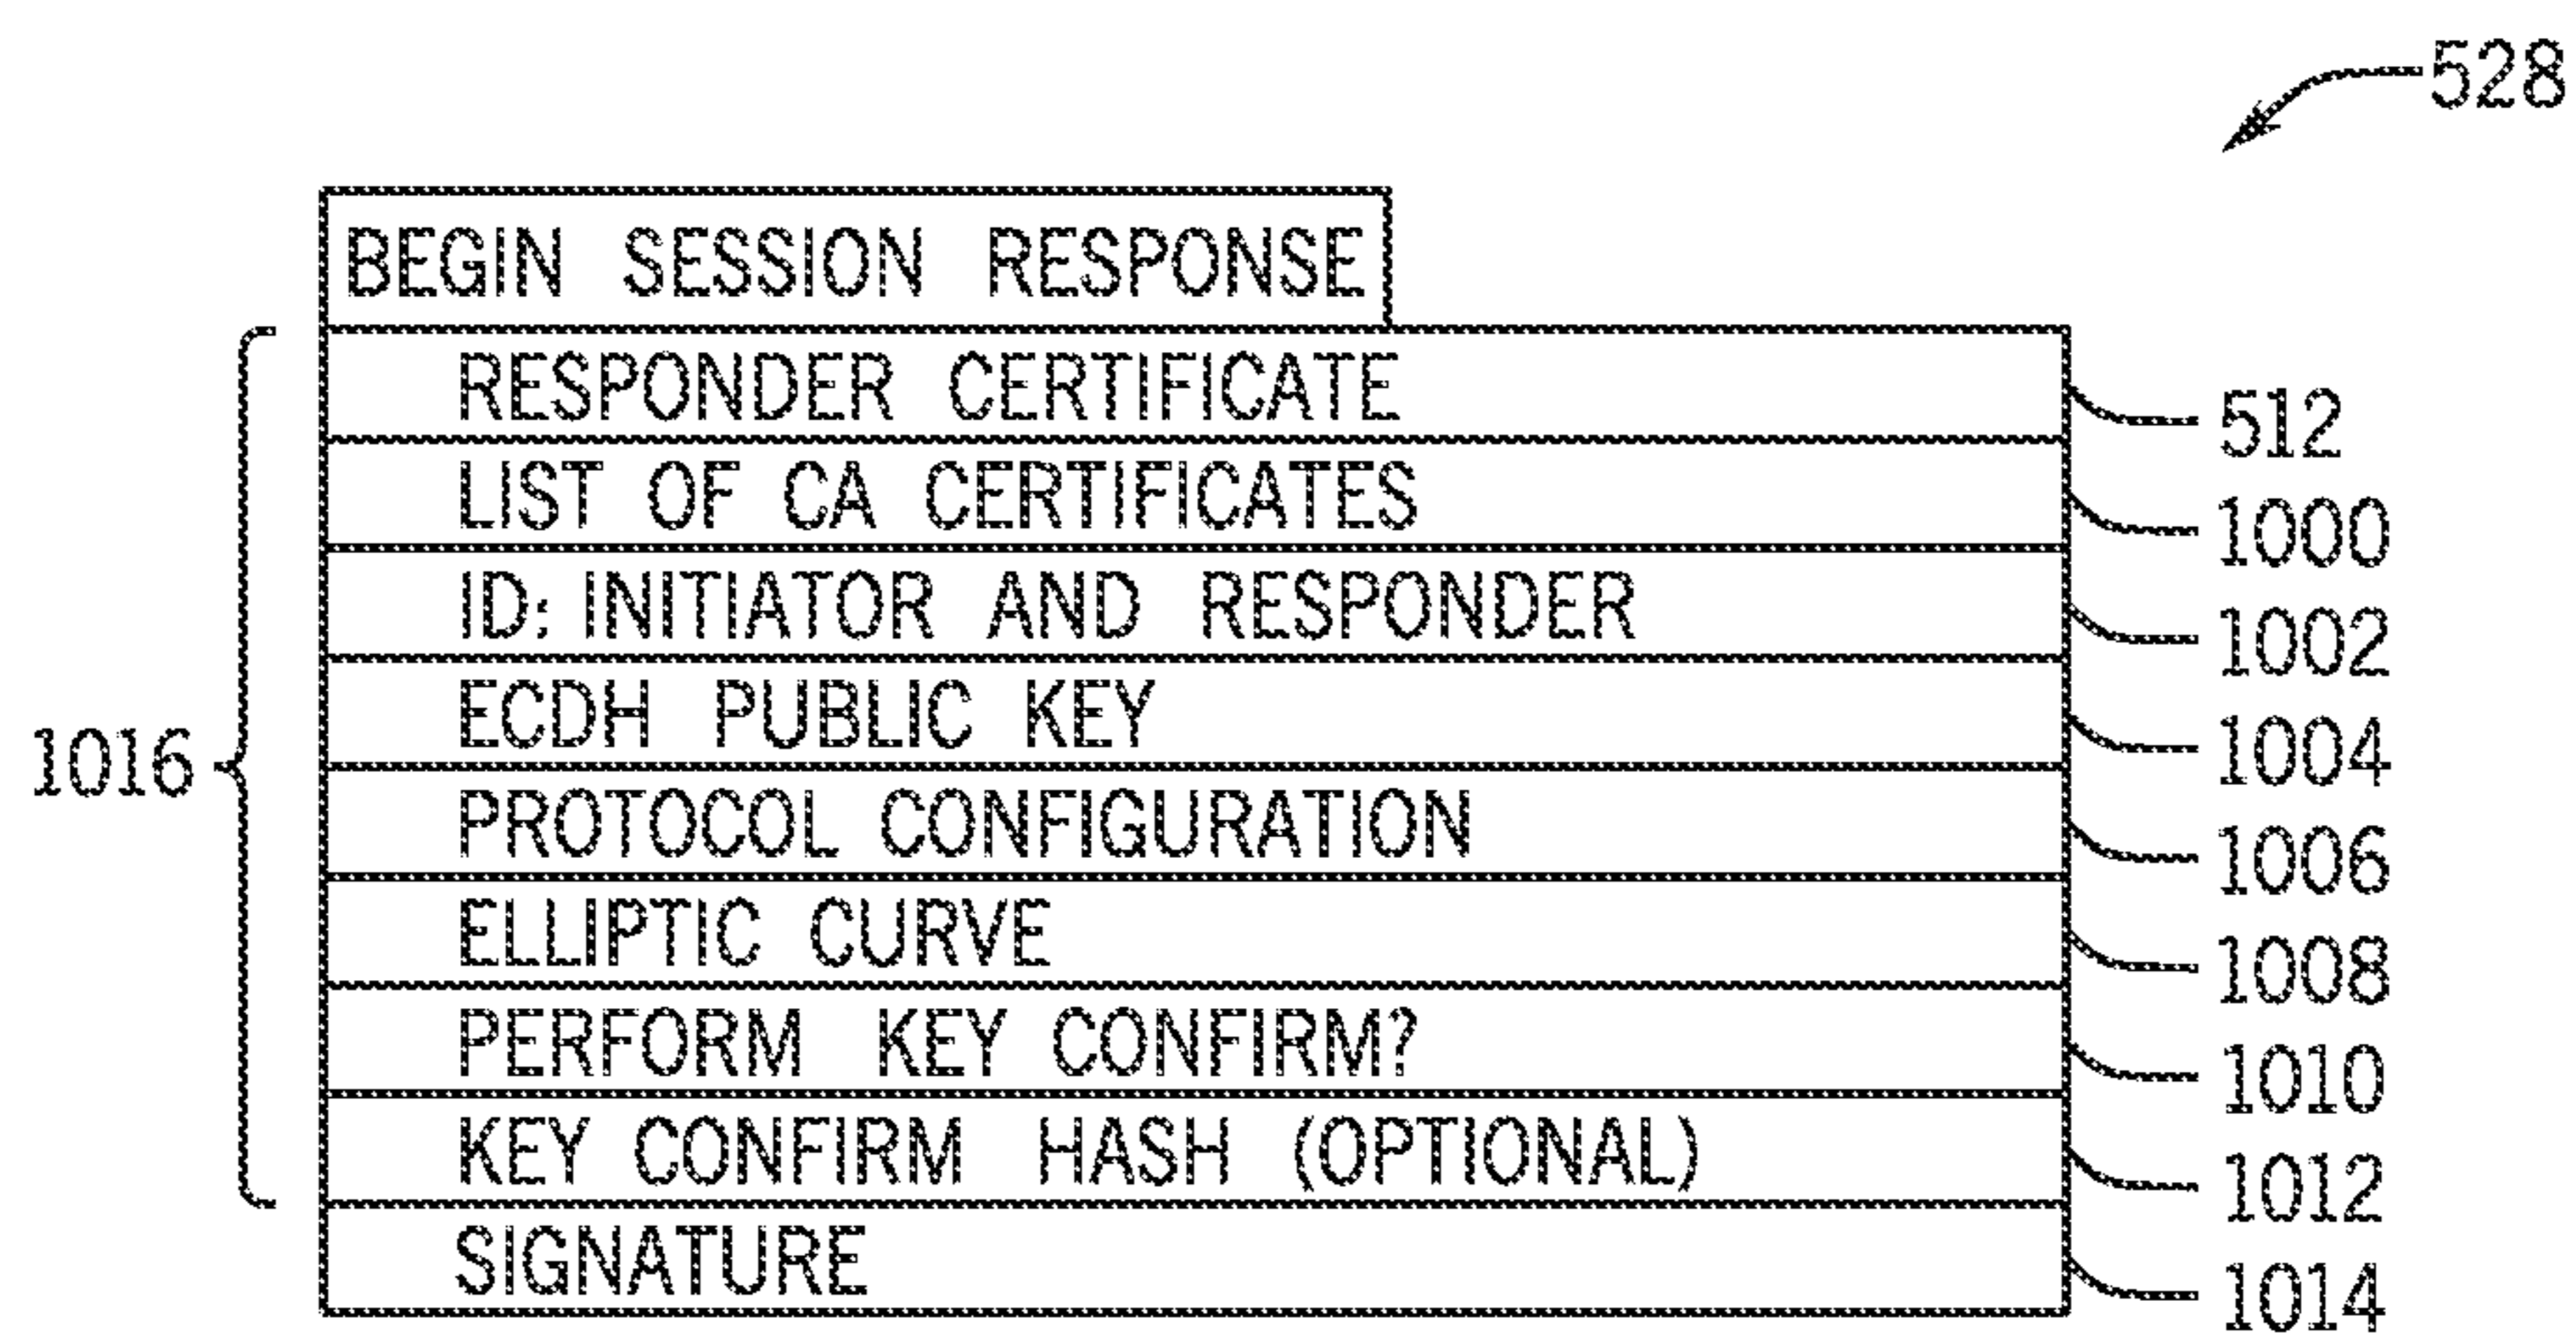 528
BEGIN SESSION RESPONSE
RESPONDER CERTIFICATE 512
LIST OF CA CERTIFICATES 1000
ID: INITIATOR AND RESPONDER 1002
ECDH PUBLIC KEY 1004
1016
PROTOCOL CONFIGURATION 1006
ELLIPTIC CURVE 1008
PERFORM KEY CONFIRM? 1010
KEY CONFIRM HASH (OPTIONAL) 1012
SIGNATURE 1014